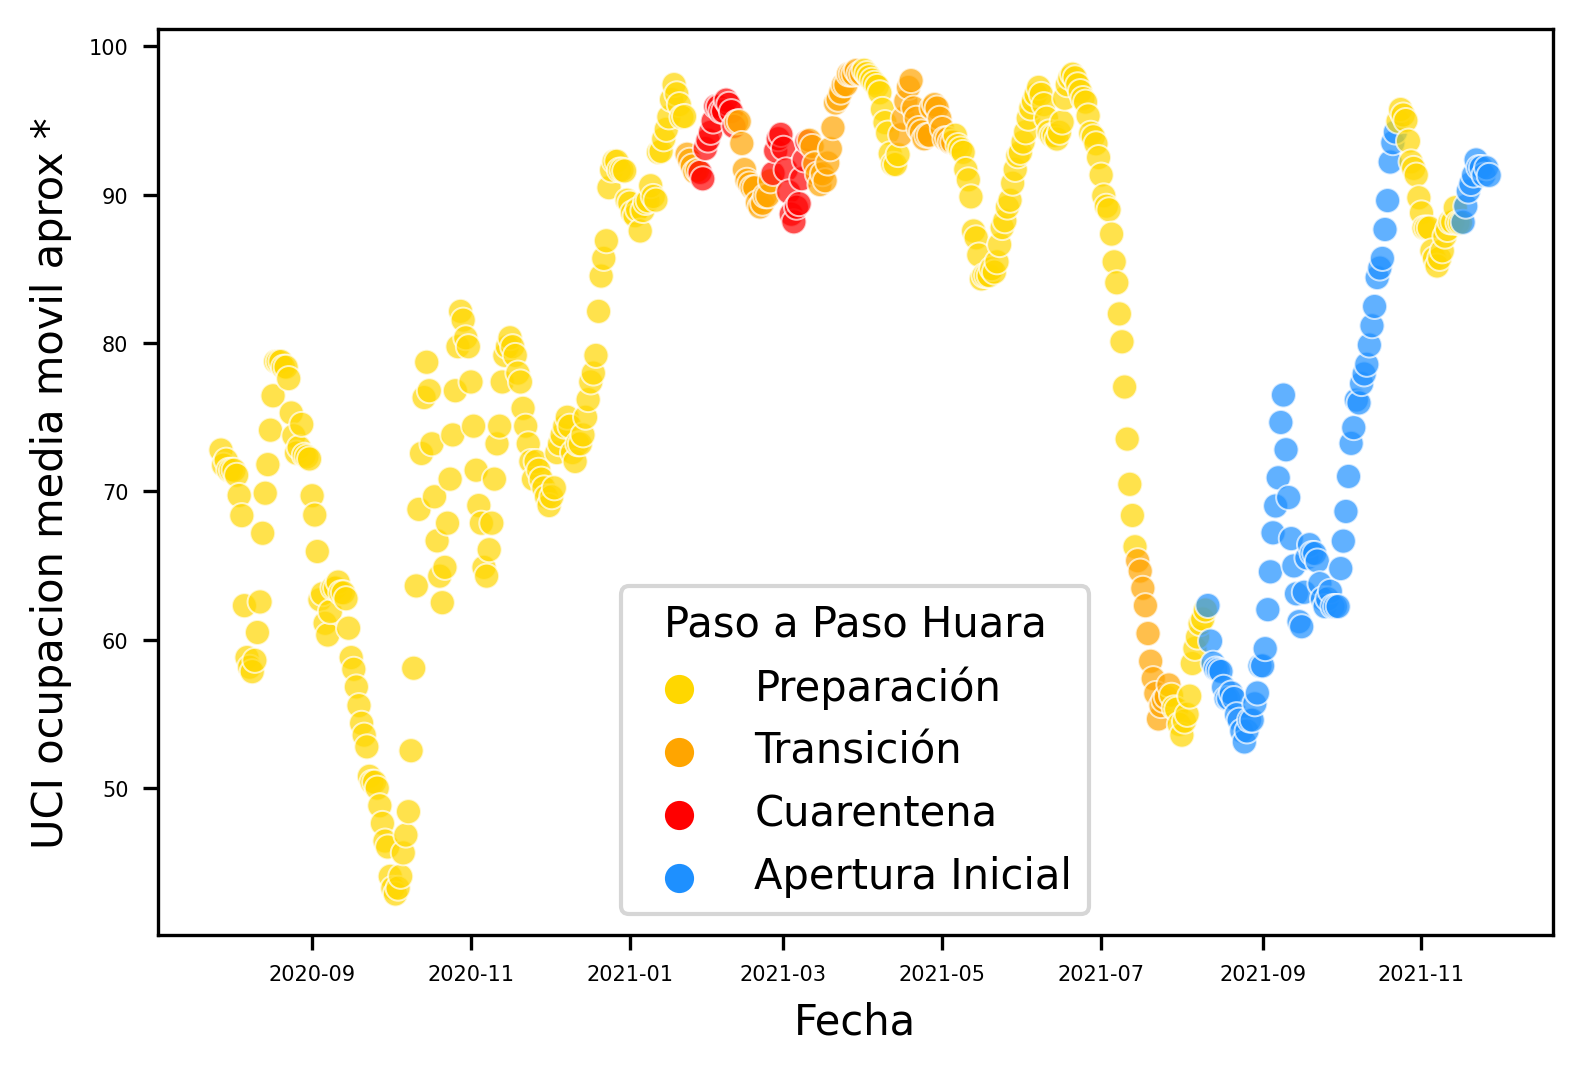 UCI ocupacion media movil aprox *
100
90
80
70
60
50
Paso a Paso Huara
Preparación
Transición
Cuarentena
Apertura Inicial
2020-09 2020-11 2021-01 2021-03 2021-05 2021-07 2021-09 2021-11
Fecha